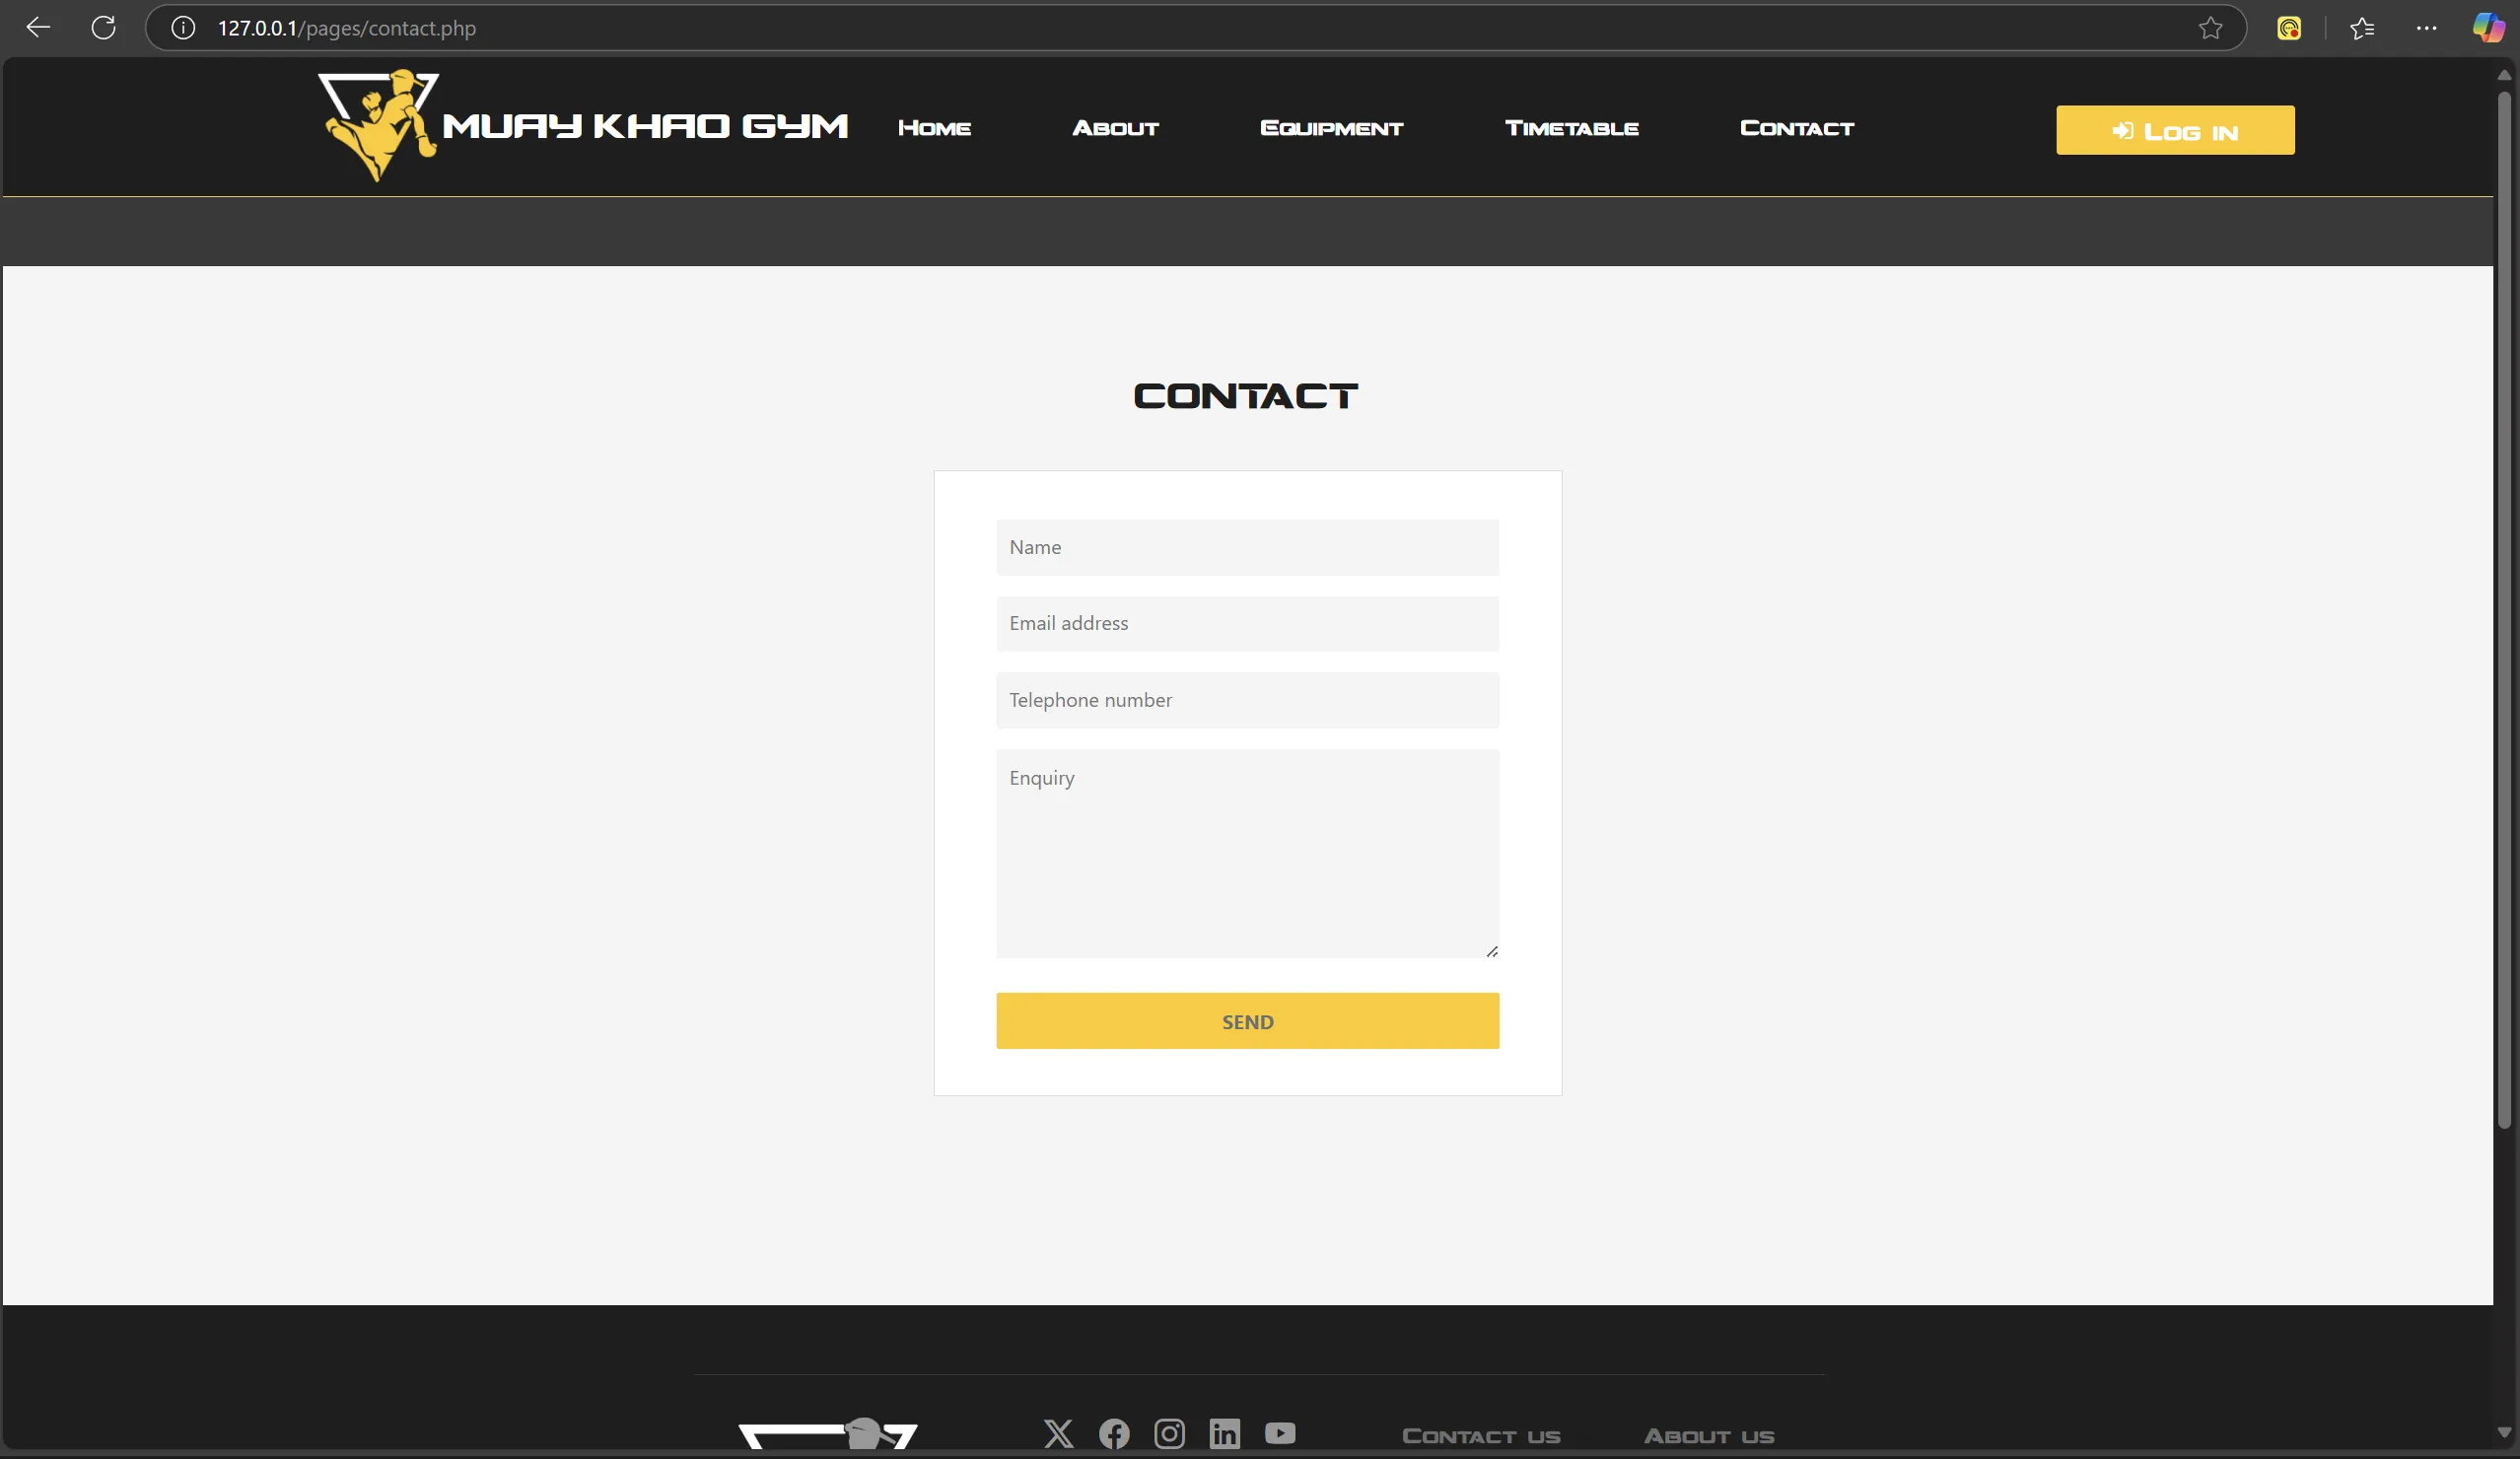 127.0.0.1/pages/contact.php
MUAY KHAO GYM
Home
About
Equipment
Timetable
Contact
Log in
CONTACT
Name
Email address
Telephone number
Enquiry
SEND
Contact us
About us